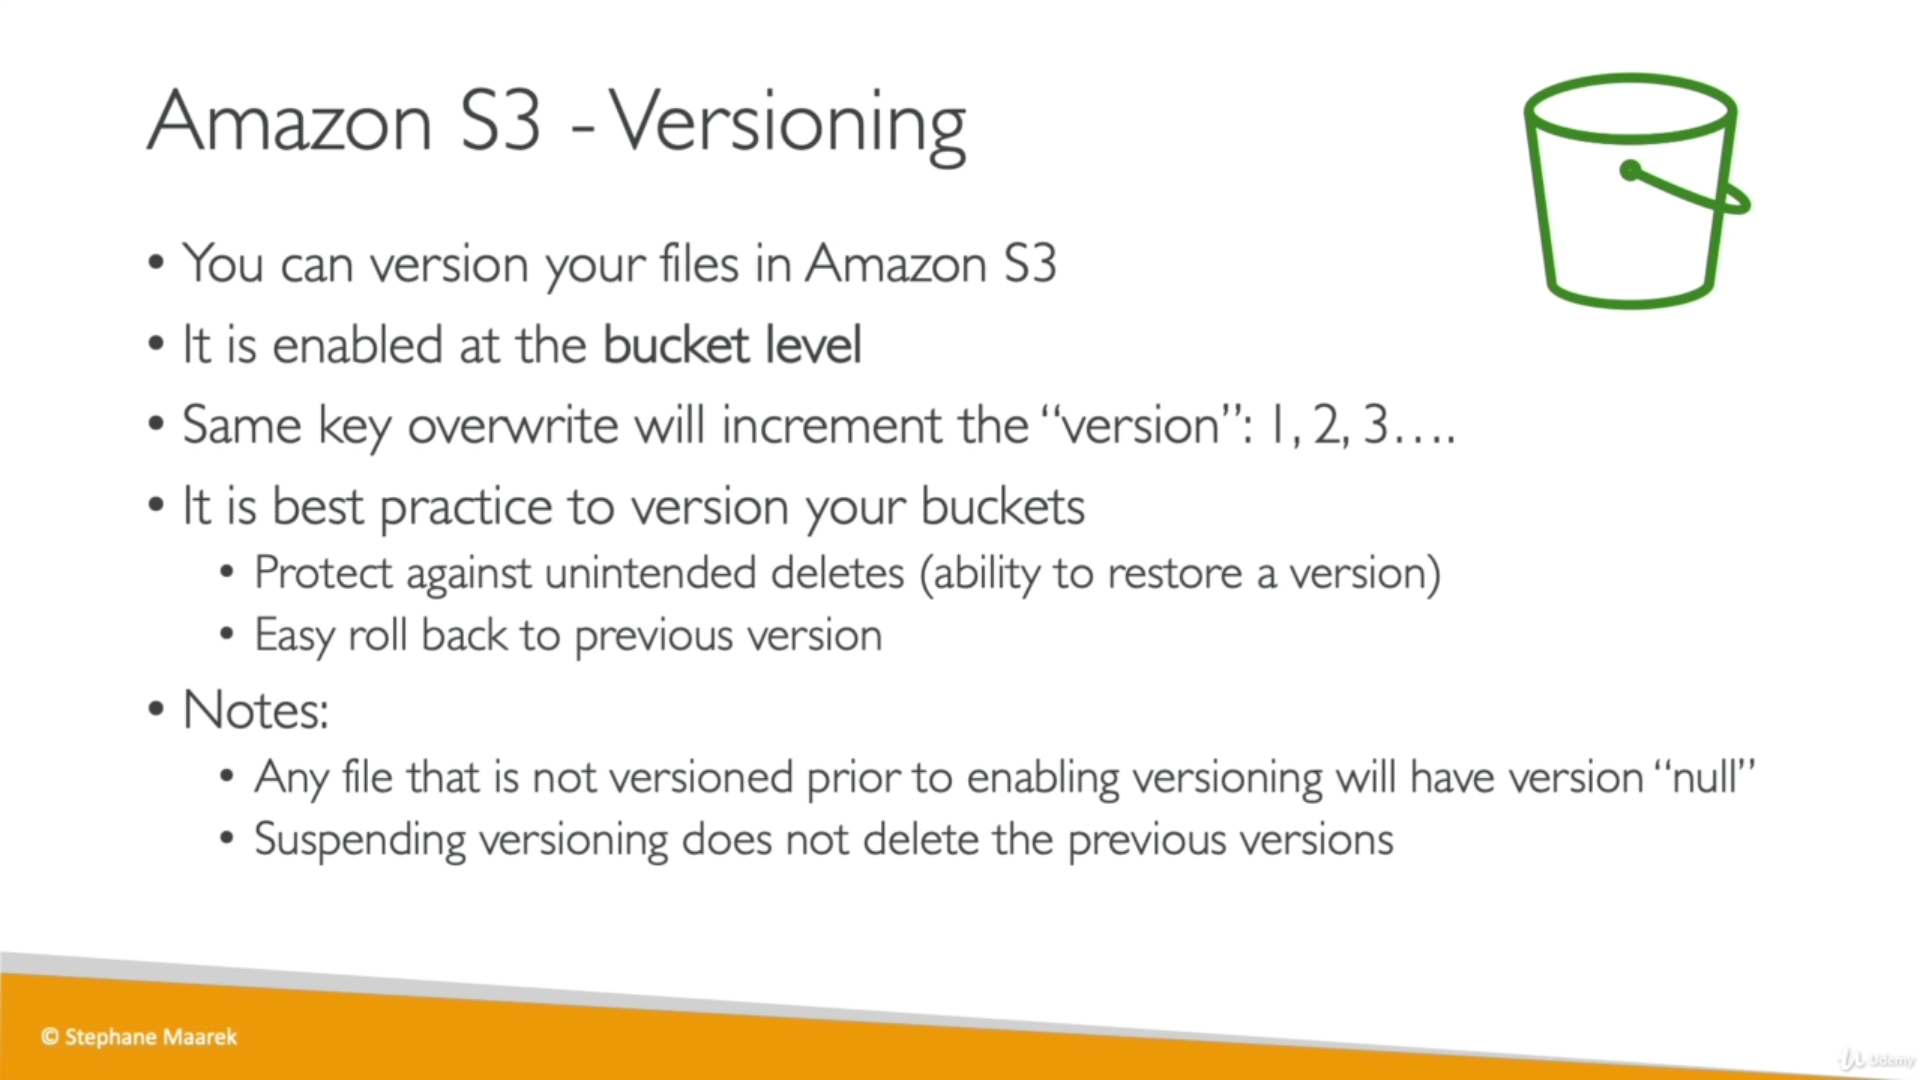 Amazon S3 - Versioning
• You can version your files in Amazon S3
• It is enabled at the bucket level
• Same key overwrite will increment the “version”: 1, 2, 3….
• It is best practice to version your buckets
• Protect against unintended deletes (ability to restore a version)
• Easy roll back to previous version
• Notes:
• Any file that is not versioned prior to enabling versioning will have version “null”
• Suspending versioning does not delete the previous versions
© Stephane Maarek
Udemy